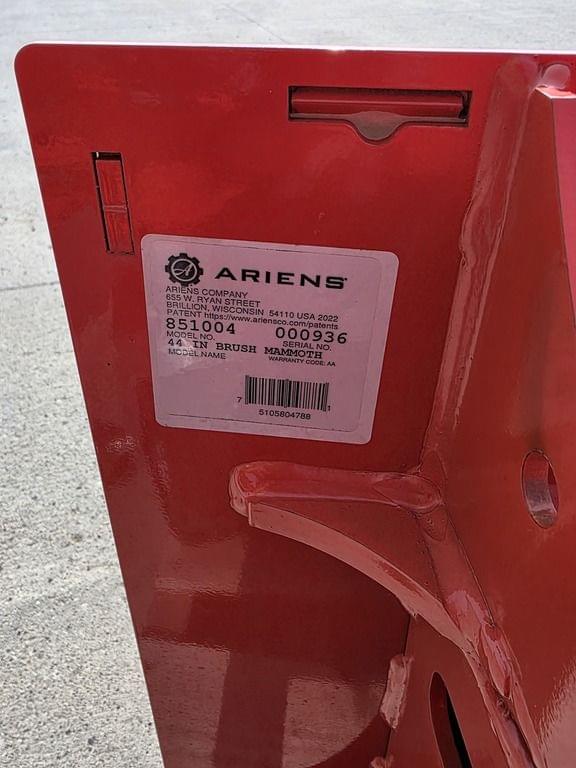 ARIENS
ARIENS COMPANY
655 W. RYAN STREET
BRILLION, WISCONSIN 54110 USA 2022
PATENT https://www.ariensco.com/patents
851004 000936
MODEL NO. SERIAL NO.
44 IN BRUSH MAMMOTH
MODEL NAME WARRANTY CODE: AA
7 5105804788 1